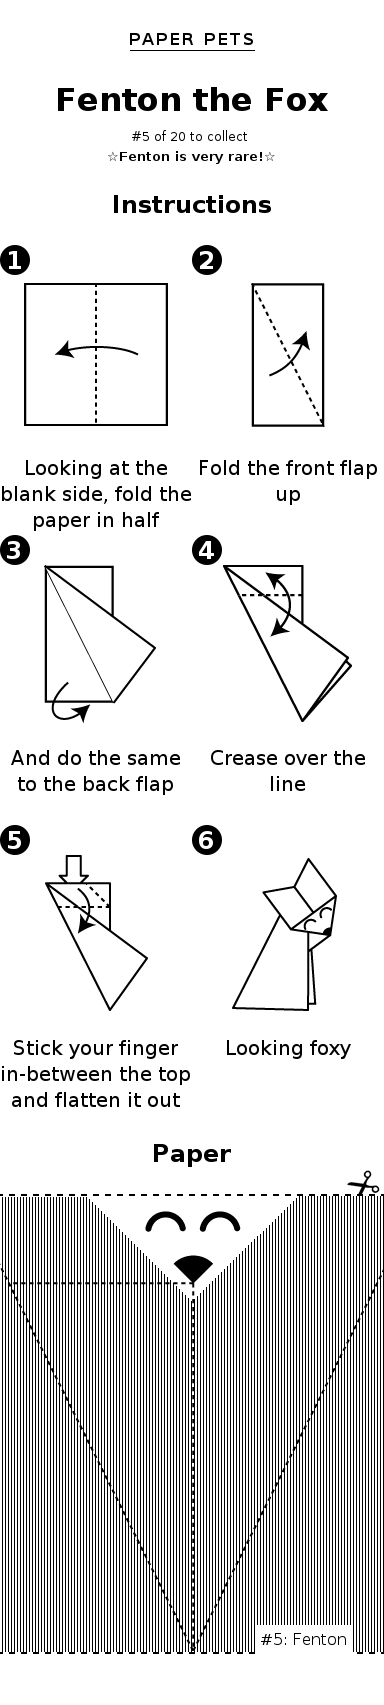 PAPER PETS
Fenton the Fox
#5 of 20 to collect
☆Fenton is very rare!☆
Instructions
1
Looking at the
blank side, fold the
paper in half
2
Fold the front flap
up
3
And do the same
to the back flap
4
Crease over the
line
5
Stick your finger
in-between the top
and flatten it out
6
Looking foxy
Paper
#5: Fenton